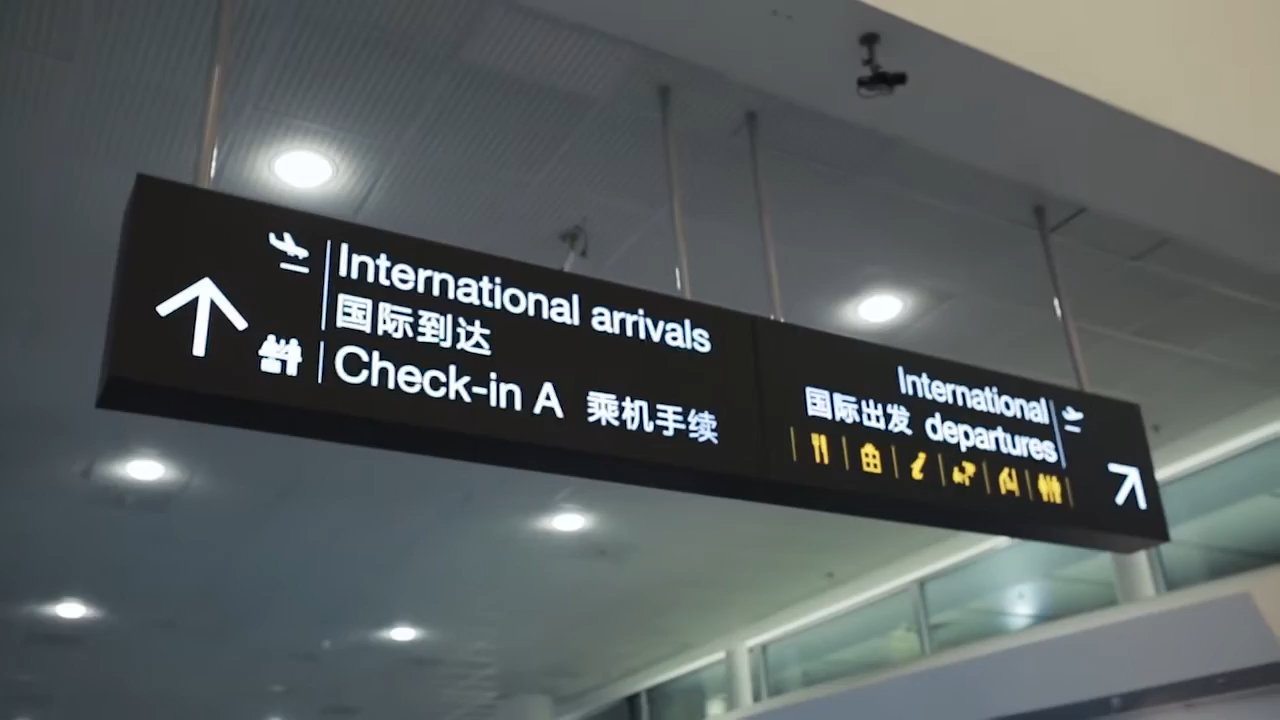 International arrivals
国际到达
Check-in A 乘机手续
International
国际出发 departures